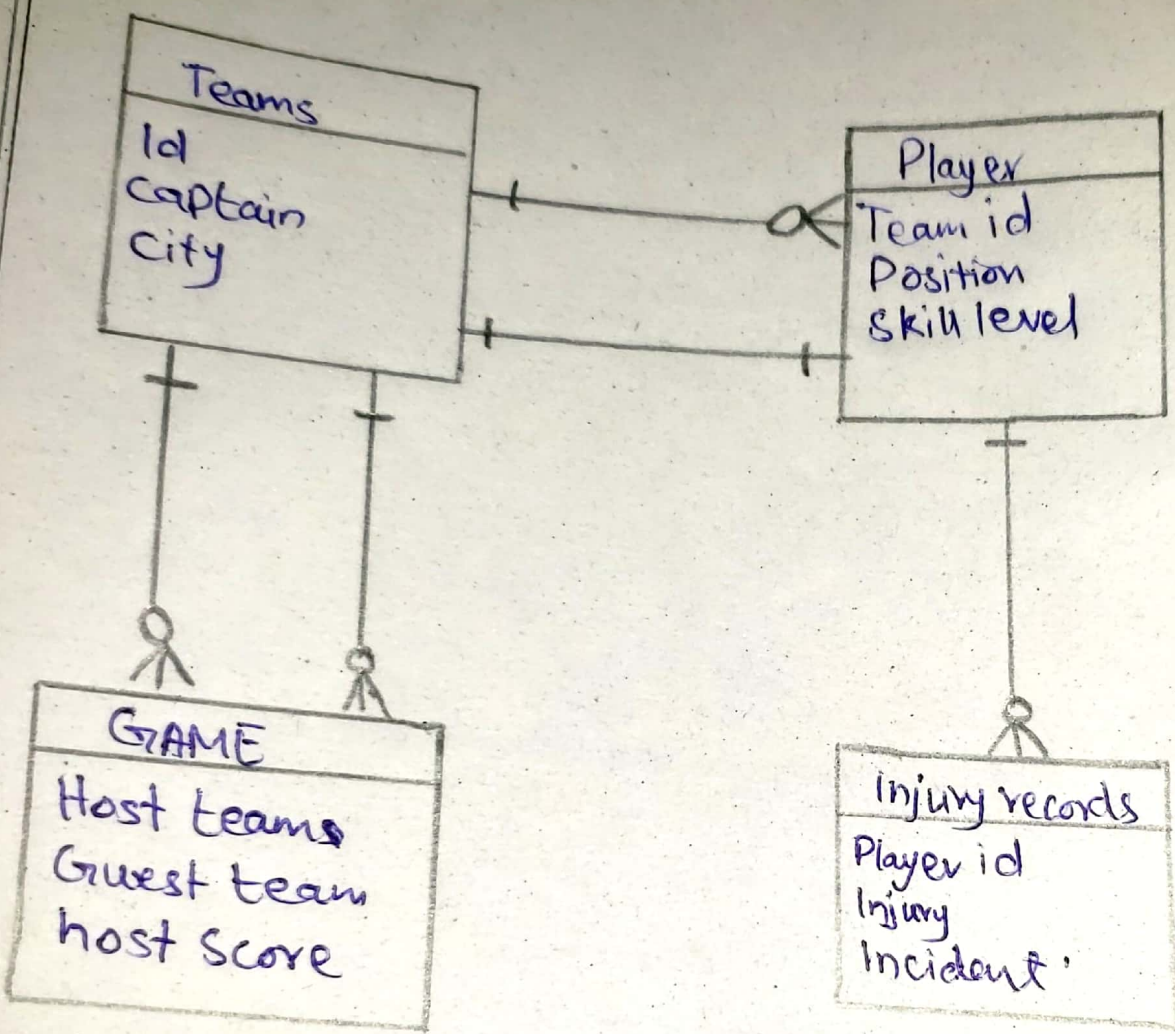 Teams
Id
Captain
City
Player
Team id
Position
Skill level
GAME
Host teams
Guest team
host score
Injury records
Player id
Injury
Incident